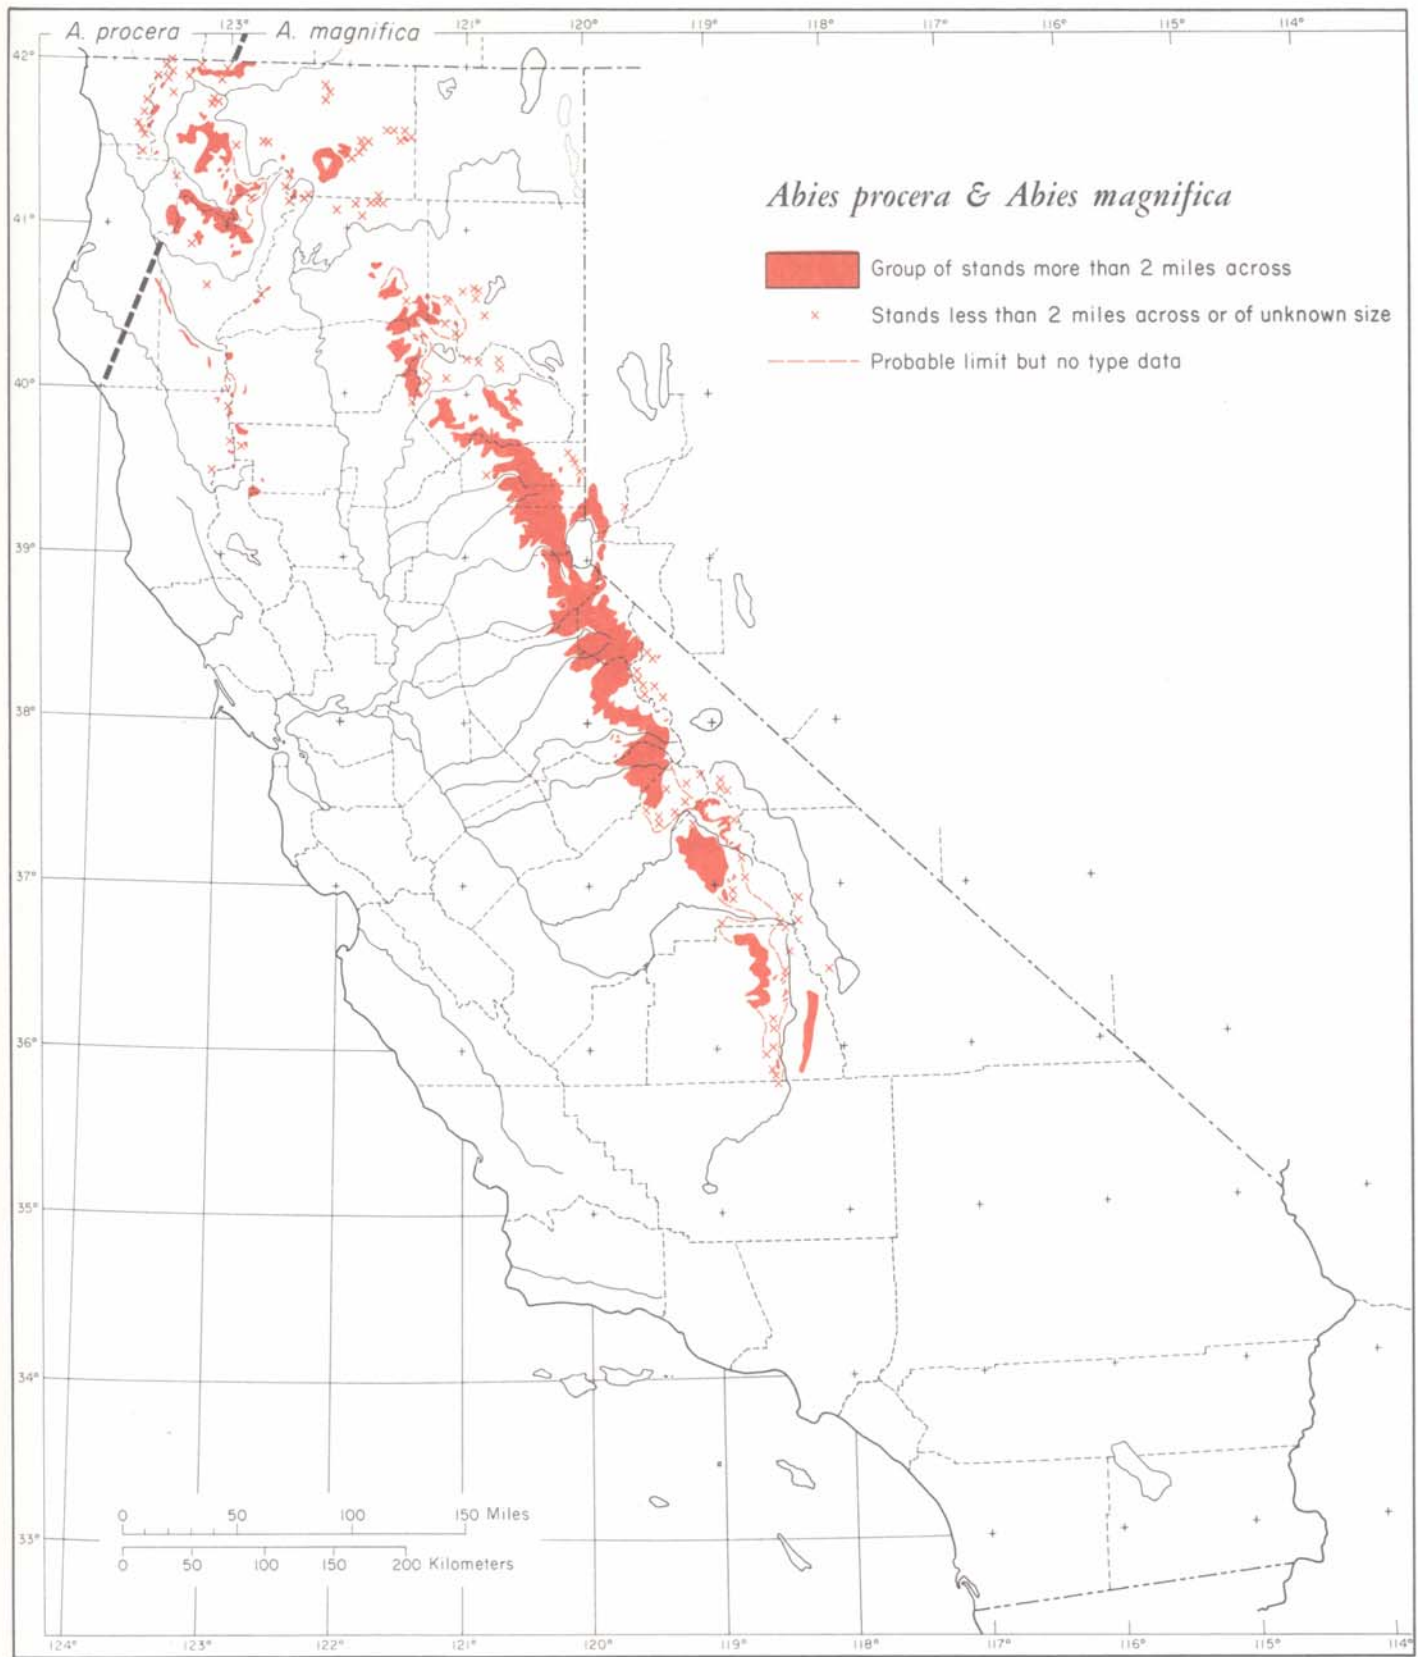 123° 121° 120° 119° 118° 117° 116° 115° 114°
A. procera A. magnifica
42°
Abies procera & Abies magnifica
41°
Group of stands more than 2 miles across
Stands less than 2 miles across or of unknown size
Probable limit but no type data
40°
39°
38°
37°
36°
35°
34°
0 50 100 150 Miles
33°
0 50 100 150 200 Kilometers
124° 123° 122° 121° 120° 119° 118° 117° 116° 115° 114°